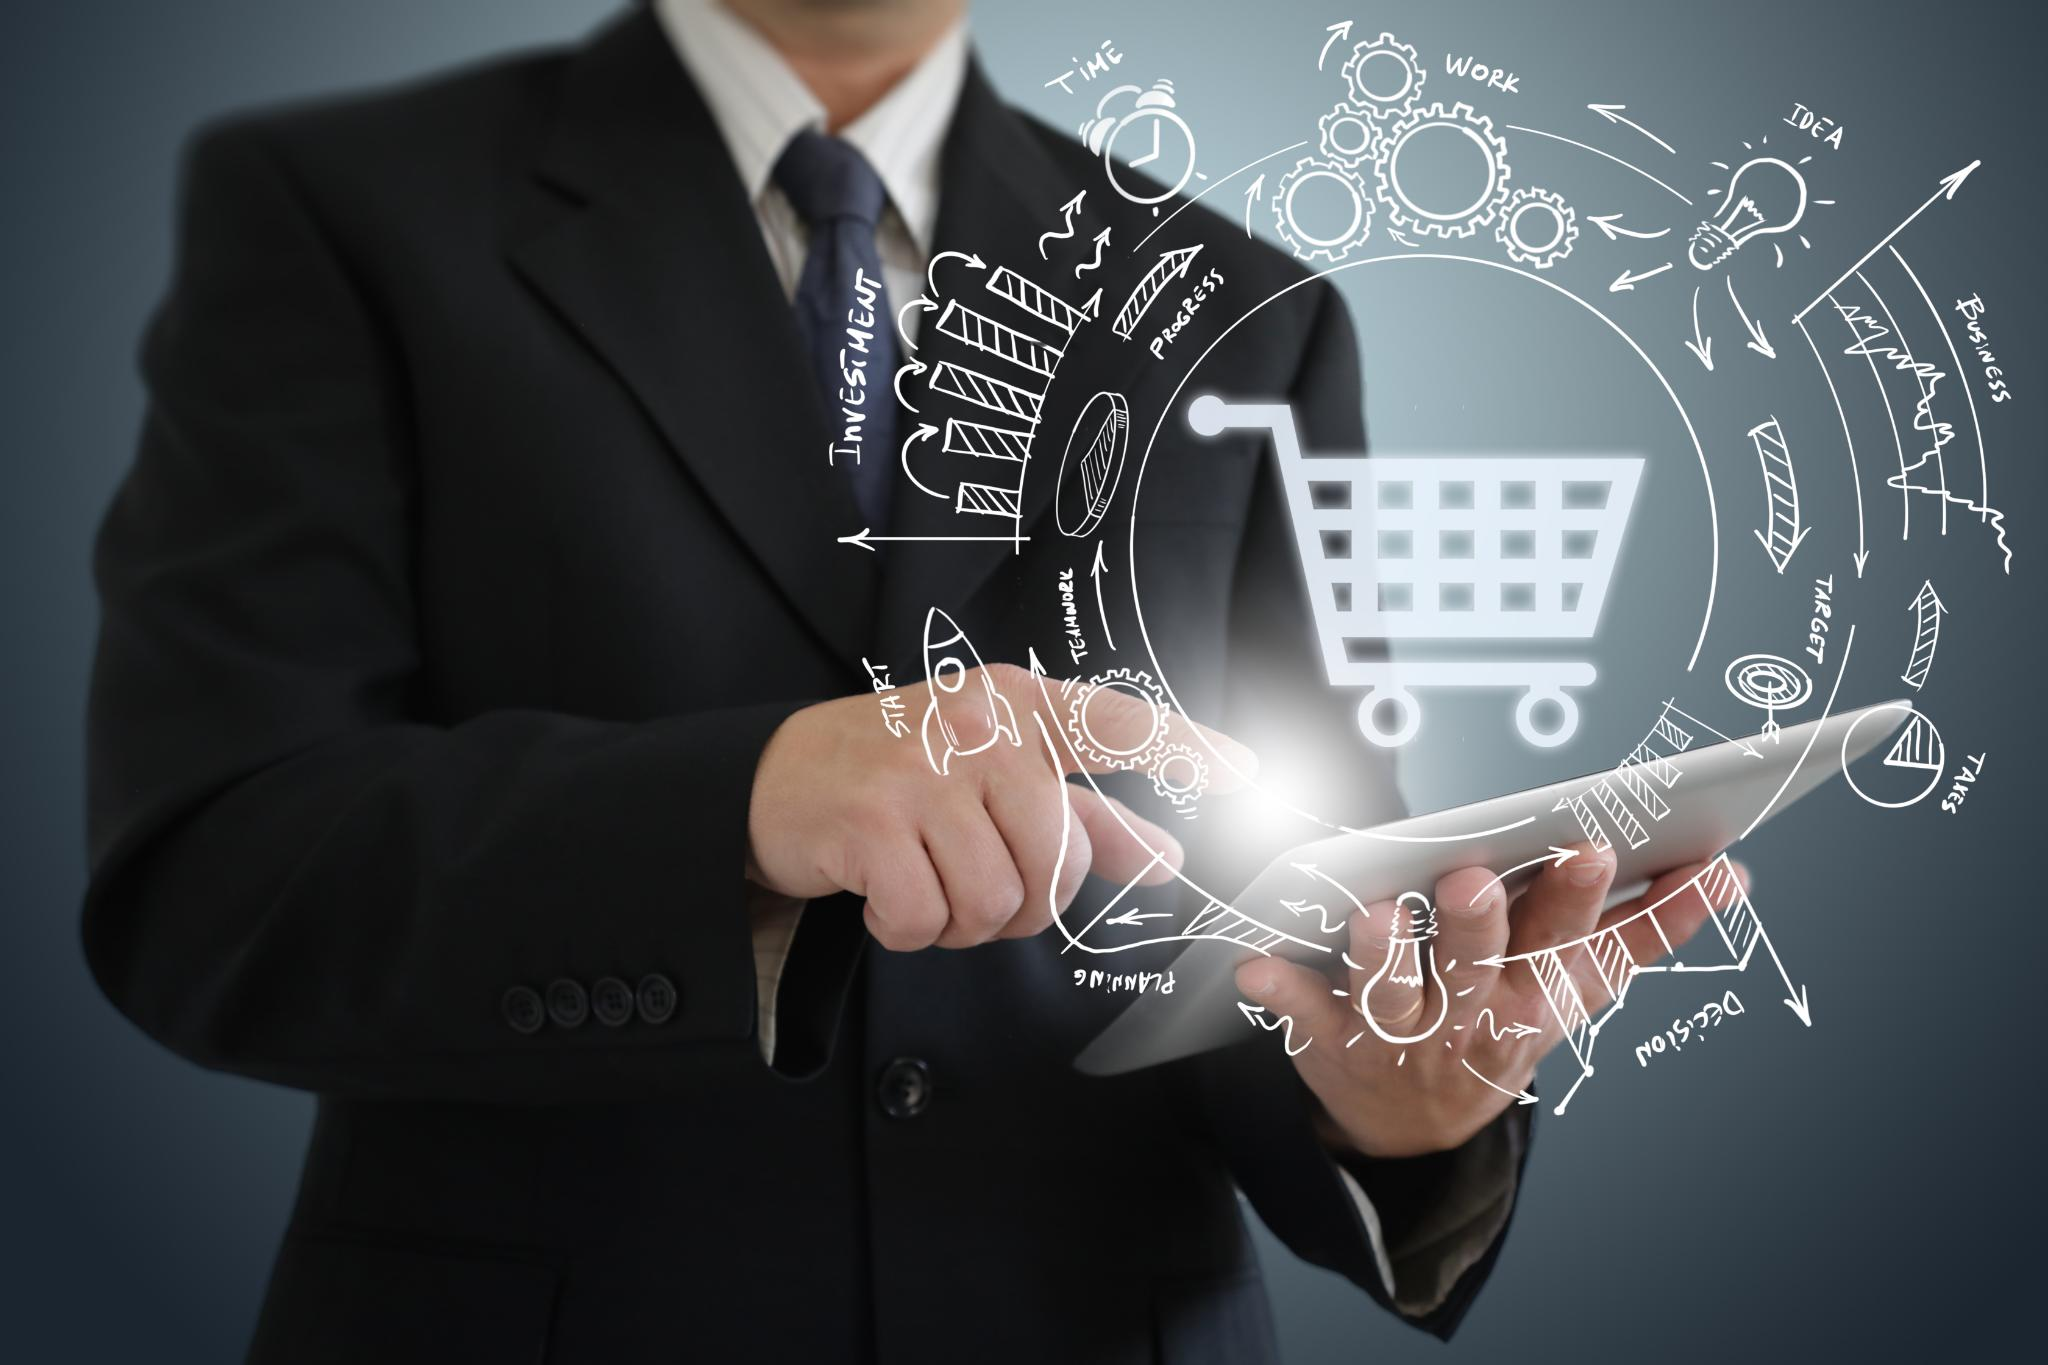 TIME
WORK
IDEA
BUSINESS
PROGRESS
INVESTMENT
TEAMWORK
TARGET
START
TAXES
PLANNING
DECISION